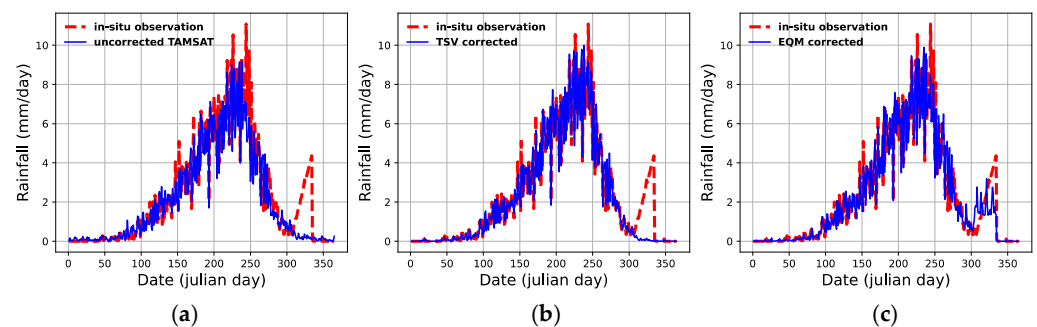 in-situ observation
uncorrected TAMSAT
Rainfall (mm/day)
10
8
6
4
2
0
0 50 100 150 200 250 300 350
Date (julian day)
(a)
in-situ observation
TSV corrected
Rainfall (mm/day)
10
8
6
4
2
0
0 50 100 150 200 250 300 350
Date (julian day)
(b)
in-situ observation
EQM corrected
Rainfall (mm/day)
10
8
6
4
2
0
0 50 100 150 200 250 300 350
Date (julian day)
(c)